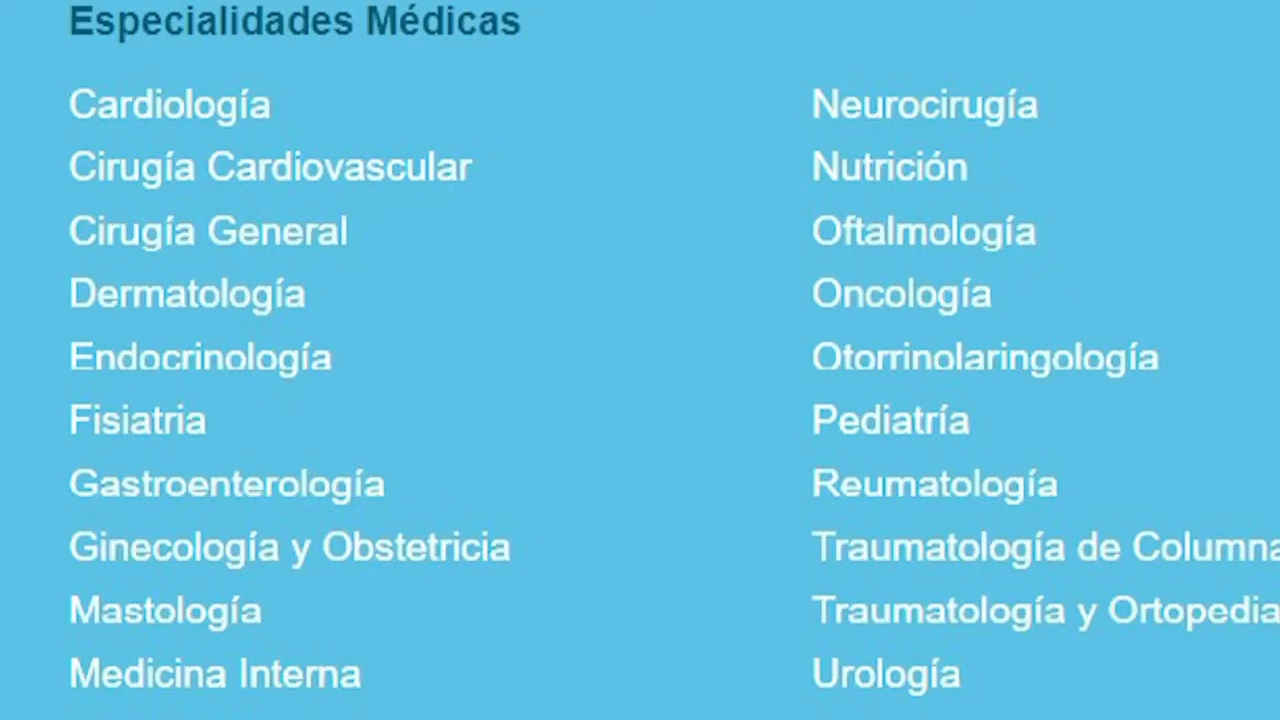 Especialidades Médicas
Cardiología
Cirugía Cardiovascular
Cirugía General
Dermatología
Endocrinología
Fisiatria
Gastroenterología
Ginecología y Obstetricia
Mastología
Medicina Interna
Neurocirugía
Nutrición
Oftalmología
Oncología
Otorrinolaringología
Pediatría
Reumatología
Traumatología de Columna
Traumatología y Ortopedia
Urología